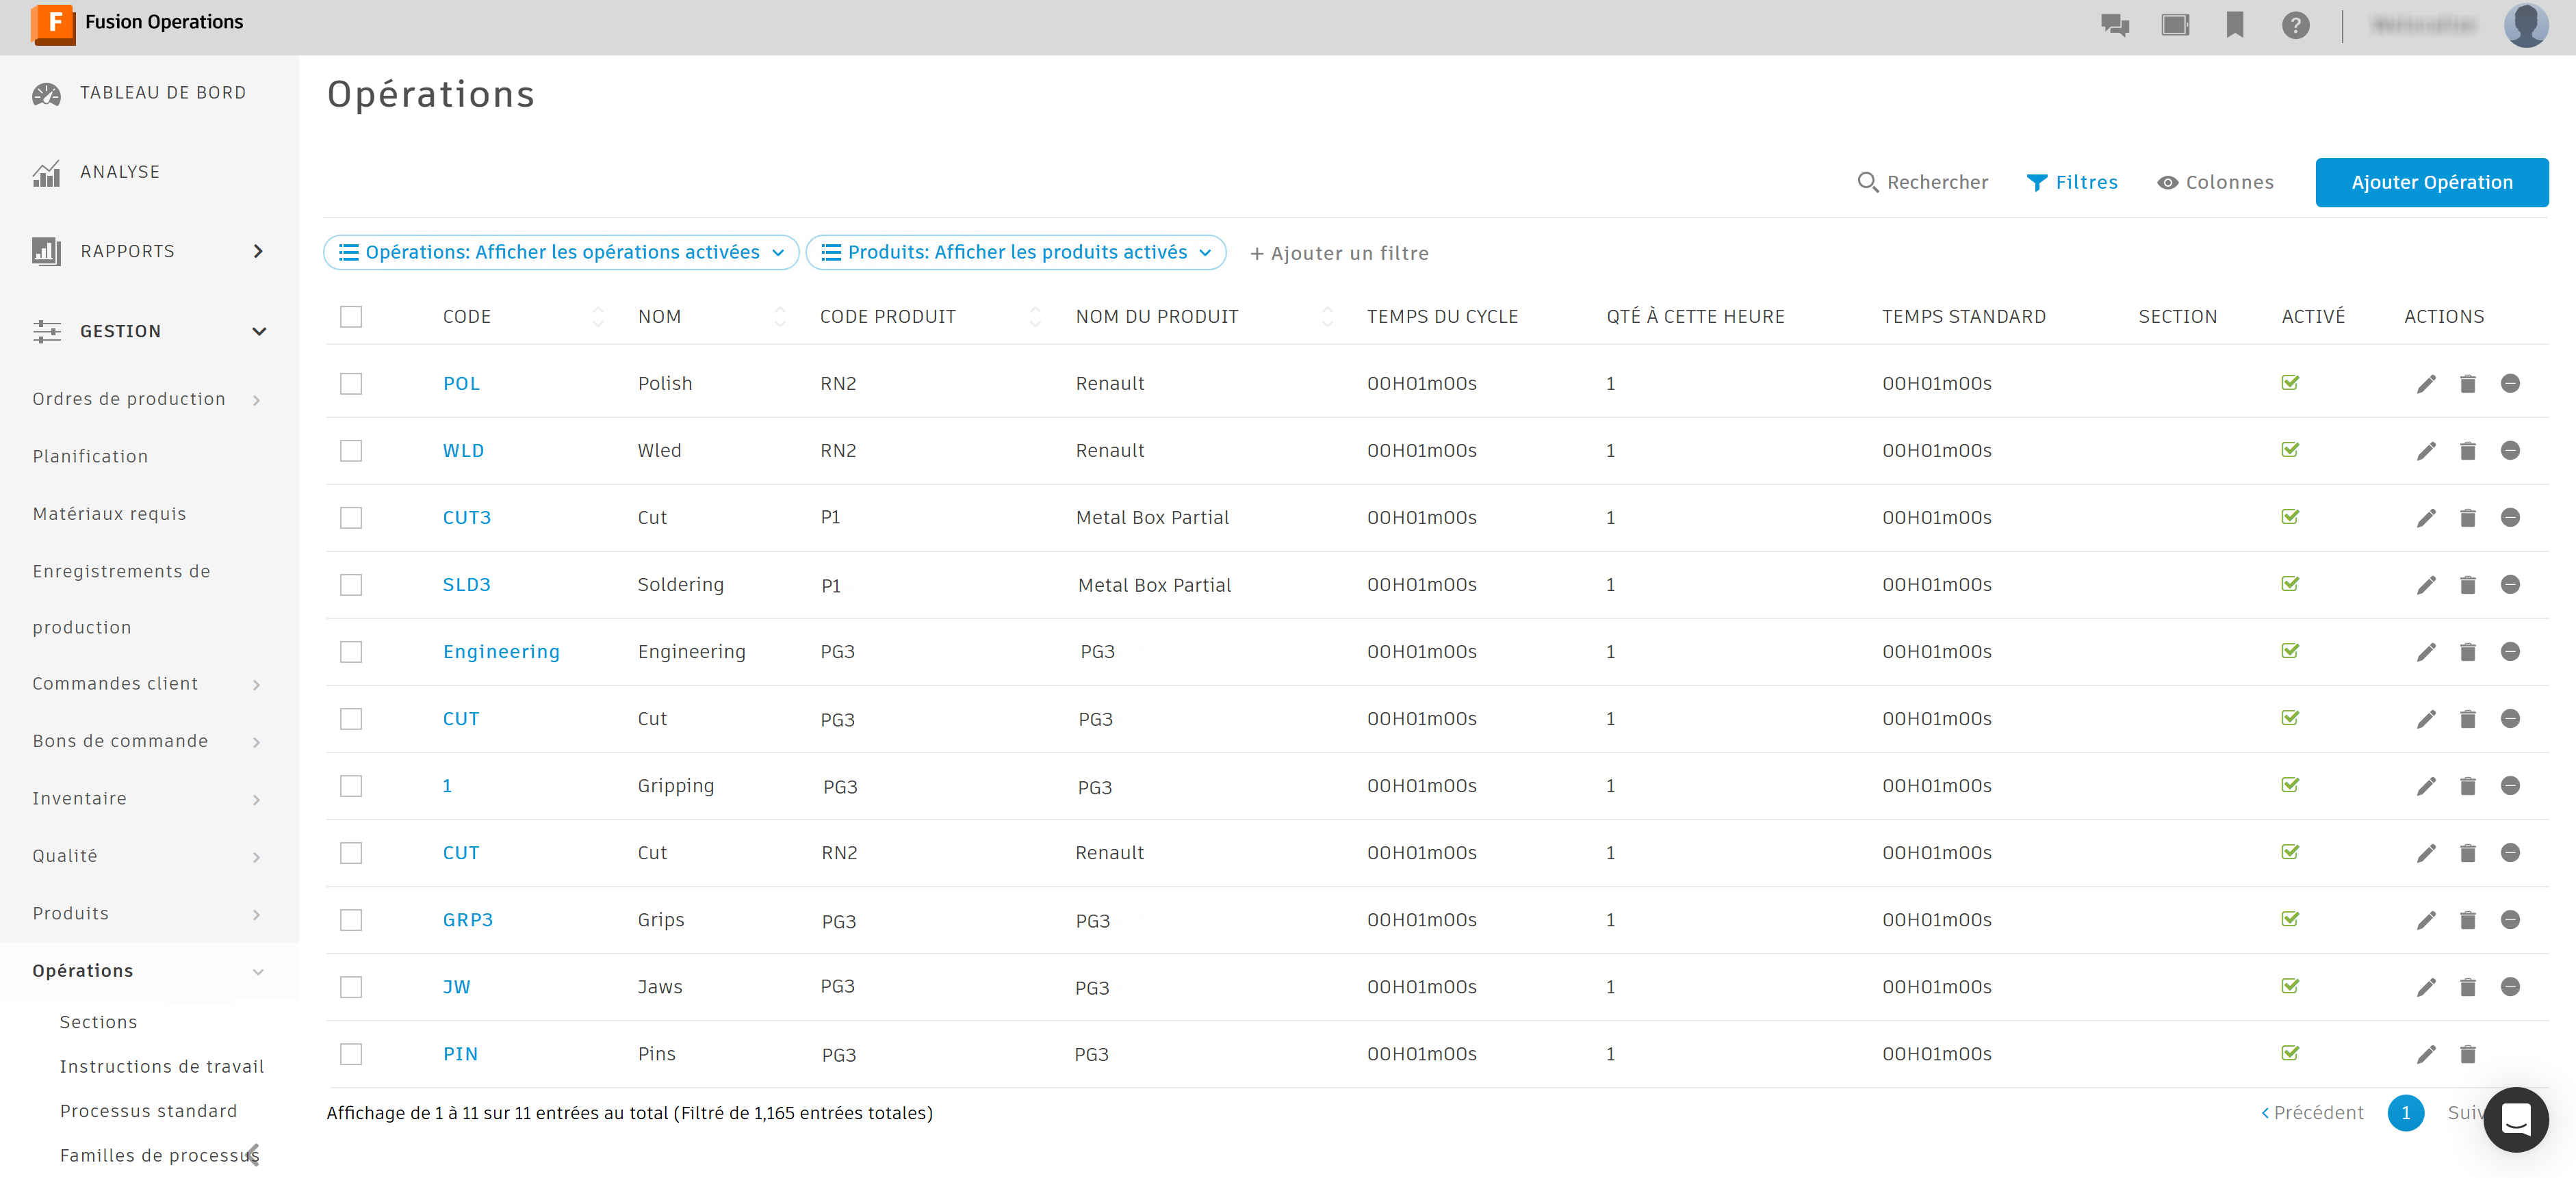 F Fusion Operations
TABLEAU DE BORD
ANALYSE
RAPPORTS
GESTION
Ordres de production
Planification
Matériaux requis
Enregistrements de
production
Commandes client
Bons de commande
Inventaire
Qualité
Produits
Opérations
Sections
Instructions de travail
Processus standard
Familles de processus
Opérations
Rechercher Filtres Colonnes Ajouter Opération
Opérations: Afficher les opérations activées Produits: Afficher les produits activés + Ajouter un filtre
CODE NOM CODE PRODUIT NOM DU PRODUIT TEMPS DU CYCLE QTÉ À CETTE HEURE TEMPS STANDARD SECTION ACTIVÉ ACTIONS
POL Polish RN2 Renault 00H01m00s 1 00H01m00s
WLD Wled RN2 Renault 00H01m00s 1 00H01m00s
CUT3 Cut P1 Metal Box Partial 00H01m00s 1 00H01m00s
SLD3 Soldering P1 Metal Box Partial 00H01m00s 1 00H01m00s
Engineering Engineering PG3 PG3 00H01m00s 1 00H01m00s
CUT Cut PG3 PG3 00H01m00s 1 00H01m00s
1 Gripping PG3 PG3 00H01m00s 1 00H01m00s
CUT Cut RN2 Renault 00H01m00s 1 00H01m00s
GRP3 Grips PG3 PG3 00H01m00s 1 00H01m00s
JW Jaws PG3 PG3 00H01m00s 1 00H01m00s
PIN Pins PG3 PG3 00H01m00s 1 00H01m00s
Affichage de 1 à 11 sur 11 entrées au total (Filtré de 1,165 entrées totales)
Précédent 1 Suiv